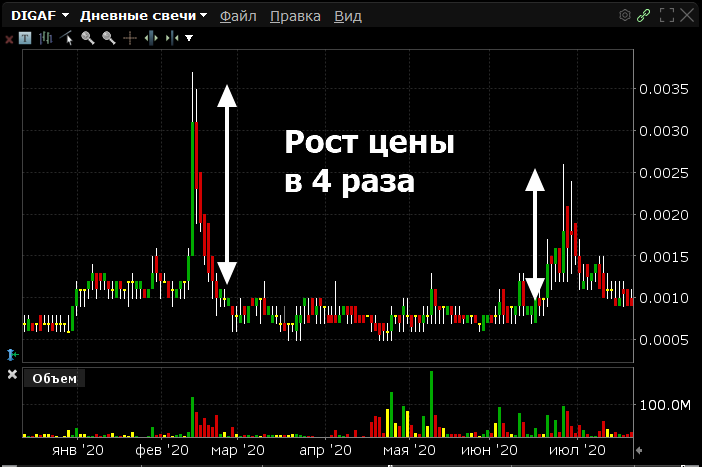 DIGAF Дневные свечи Файл Правка Вид
T
0.0035
0.0030
Рост цены
в 4 раза
0.0025
0.0020
0.0015
0.0010
0.0005
Объем
100.0M
янв '20 фев '20 мар '20 апр '20 мая '20 июн '20 июл '20